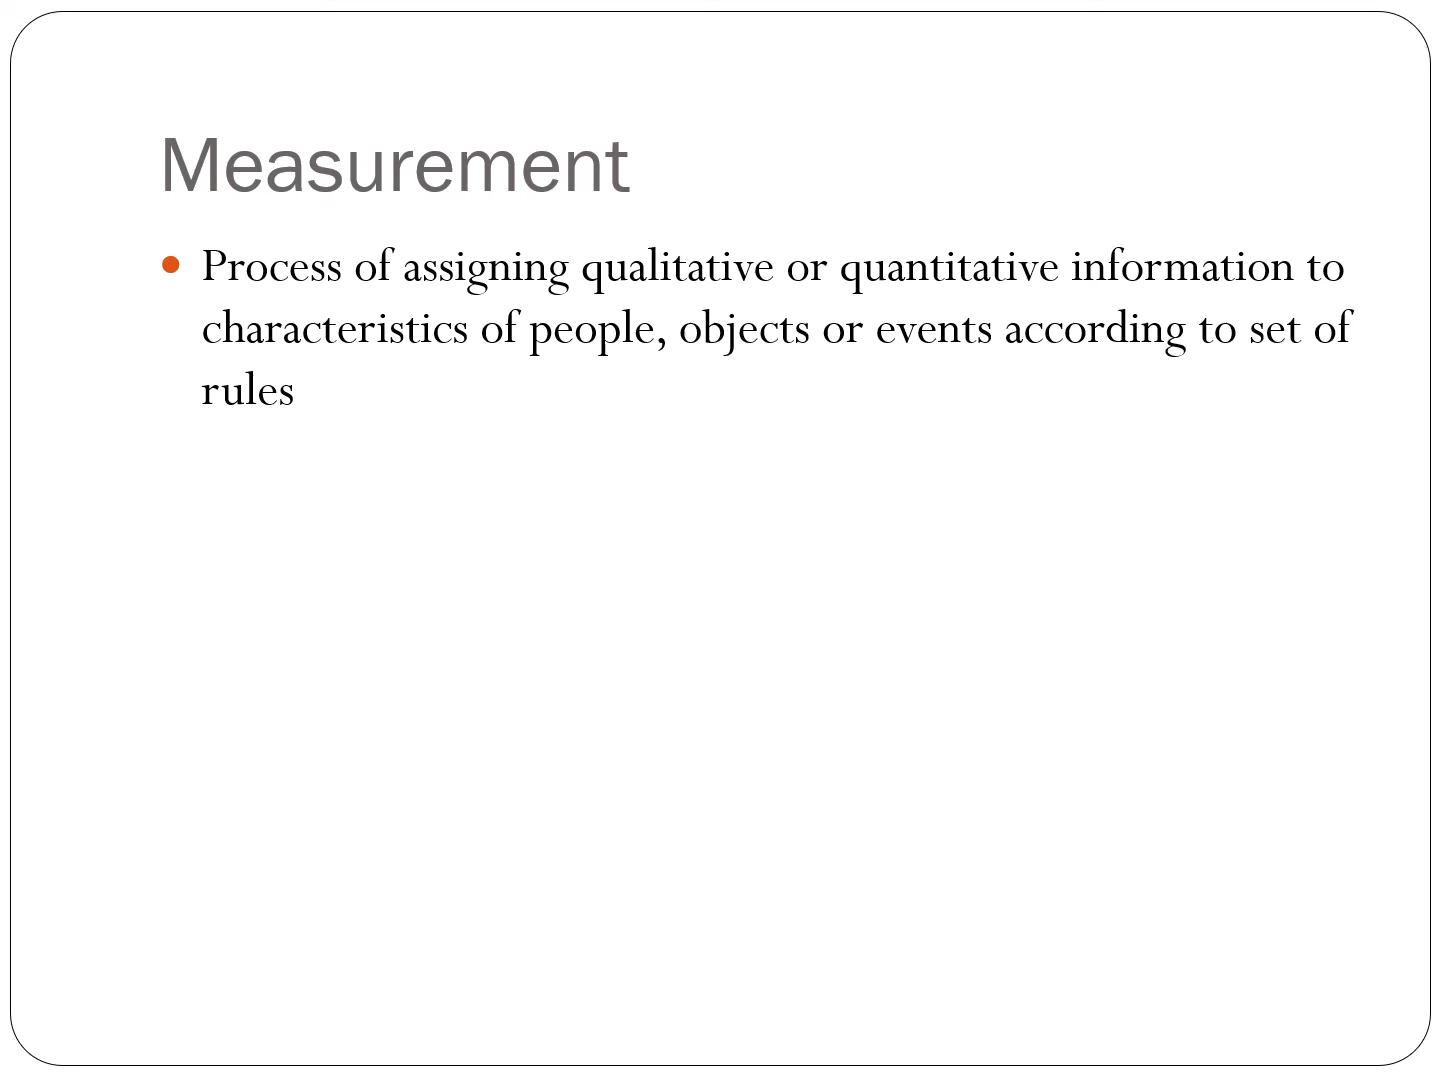 Measurement
Process of assigning qualitative or quantitative information to
characteristics of people, objects or events according to set of
rules